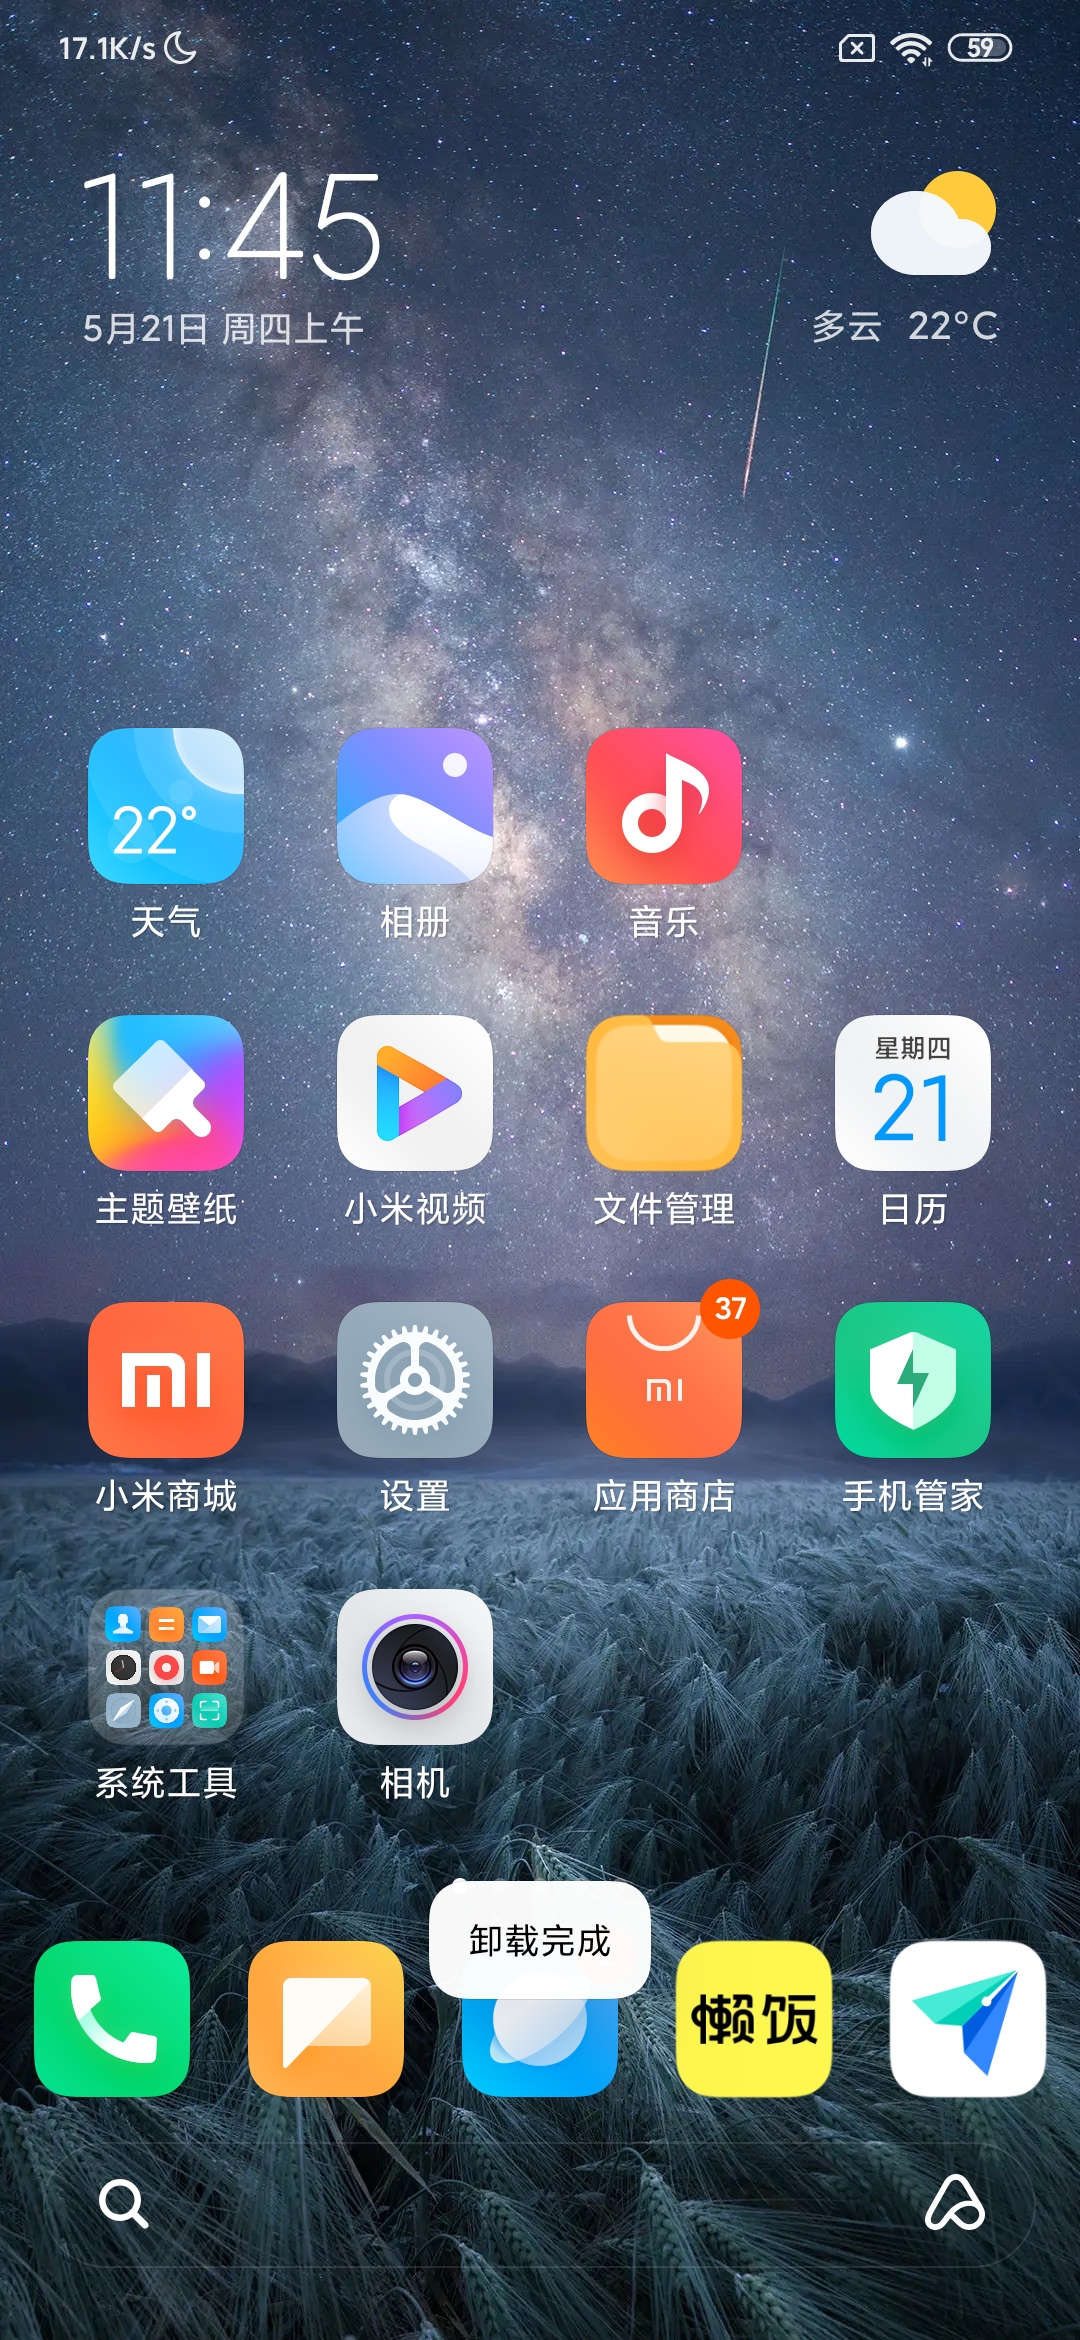 17.1K/s
59
11:45
5月21日 周四上午
多云 22°C
22°
天气
相册
音乐
星期四
21
主题壁纸
小米视频
文件管理
日历
37
小米商城
设置
应用商店
手机管家
系统工具
相机
卸载完成
懒饭